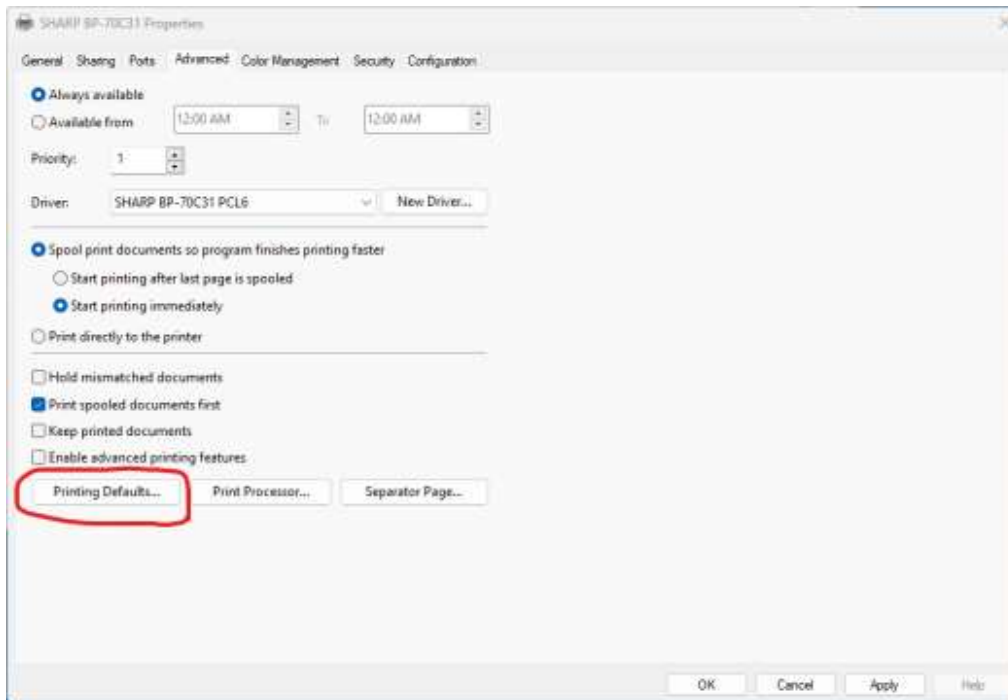 SHARP BP-70C31 Properties
General Sharing Ports Advanced Color Management Security Configuration
Always available
Available from 12:00 AM To 12:00 AM
Priority: 1
Driver: SHARP BP-70C31 PCL6 New Driver...
Spool print documents so program finishes printing faster
Start printing after last page is spooled
Start printing immediately
Print directly to the printer
Hold mismatched documents
Print spooled documents first
Keep printed documents
Enable advanced printing features
Printing Defaults... Print Processor... Separator Page...
OK Cancel Apply Help